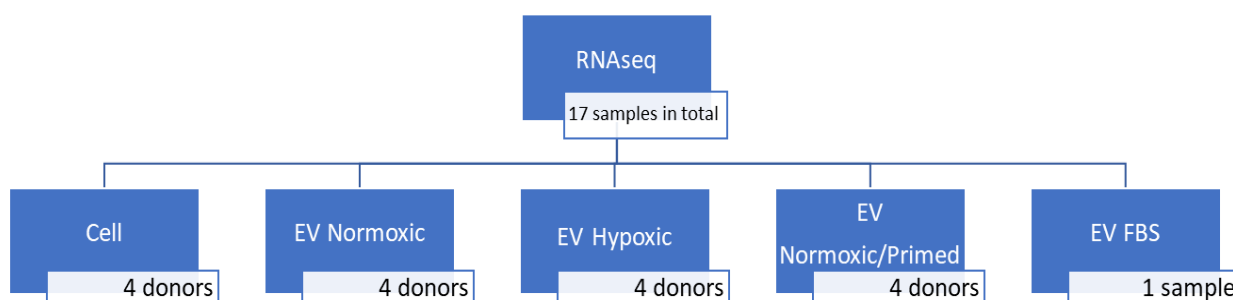 RNAseq
17 samples in total
Cell
4 donors
EV Normoxic
4 donors
EV Hypoxic
4 donors
EV
Normoxic/Primed
4 donors
EV FBS
1 sample